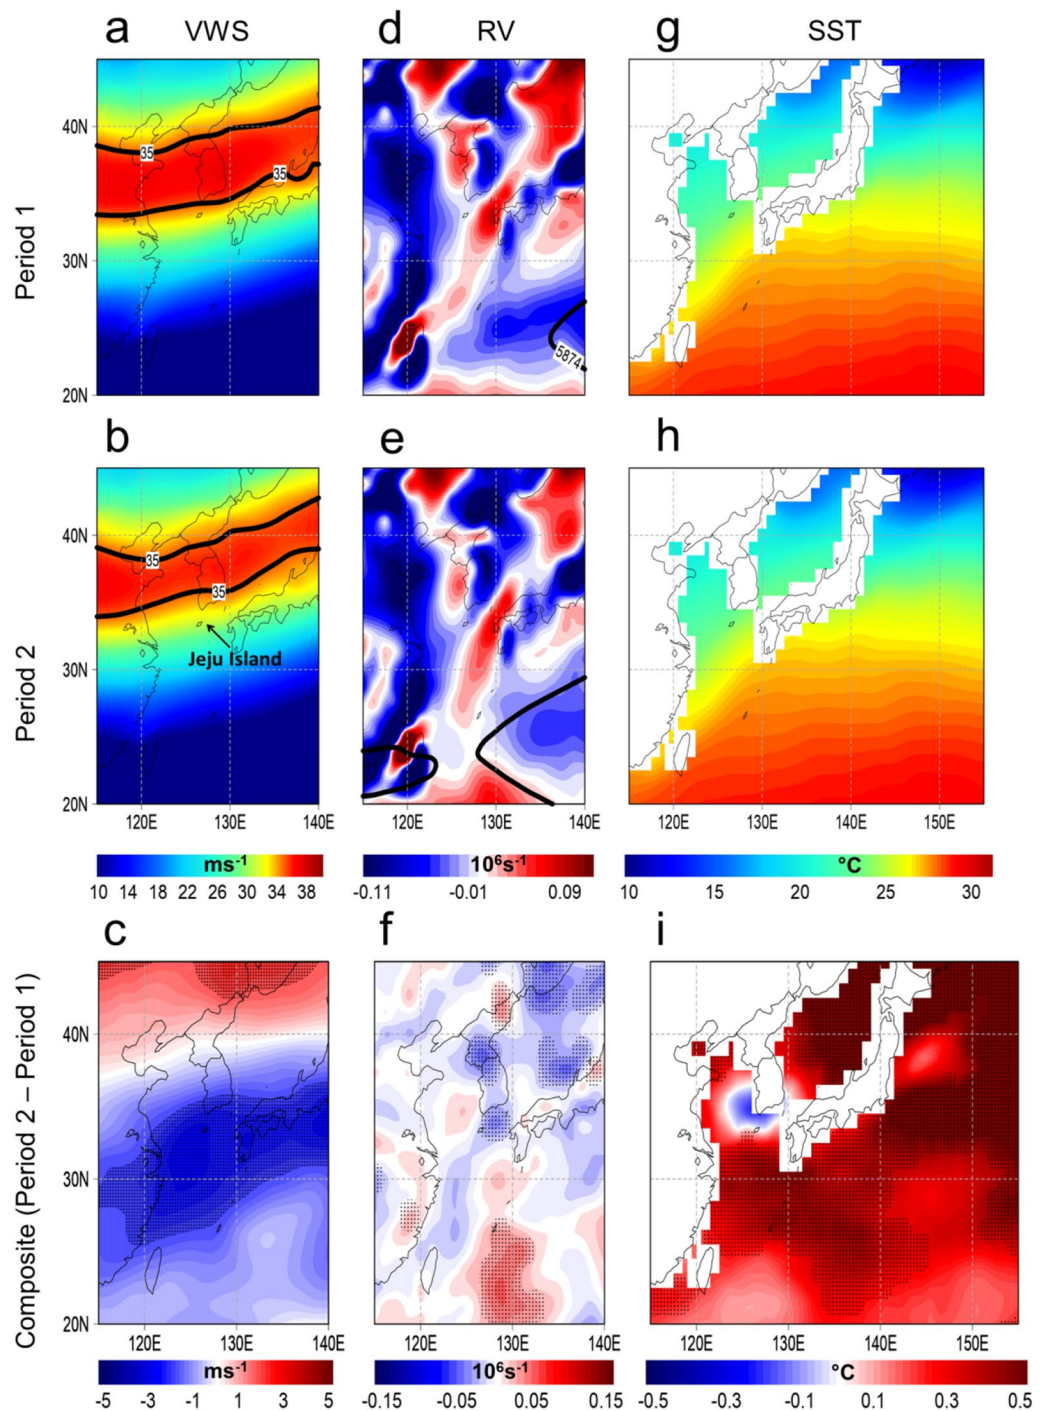 a VWS d RV g SST
Period 1
40N
35
35
30N
5874
20N
b e h
Period 2
40N
35
35
Jeju Island
30N
20N
120E 130E 140E 120E 130E 140E 120E 130E 140E 150E
ms-1 10⁶s-1 °C
10 14 18 22 26 30 34 38 -0.11 -0.01 0.09 10 15 20 25 30
c f i
Composite (Period 2 – Period 1)
40N
30N
20N
120E 130E 140E 120E 130E 140E 120E 130E 140E 150E
ms-1 10⁶s-1 °C
-5 -3 -1 1 3 5 -0.15 -0.05 0.05 0.15 -0.5 -0.3 -0.1 0.1 0.3 0.5